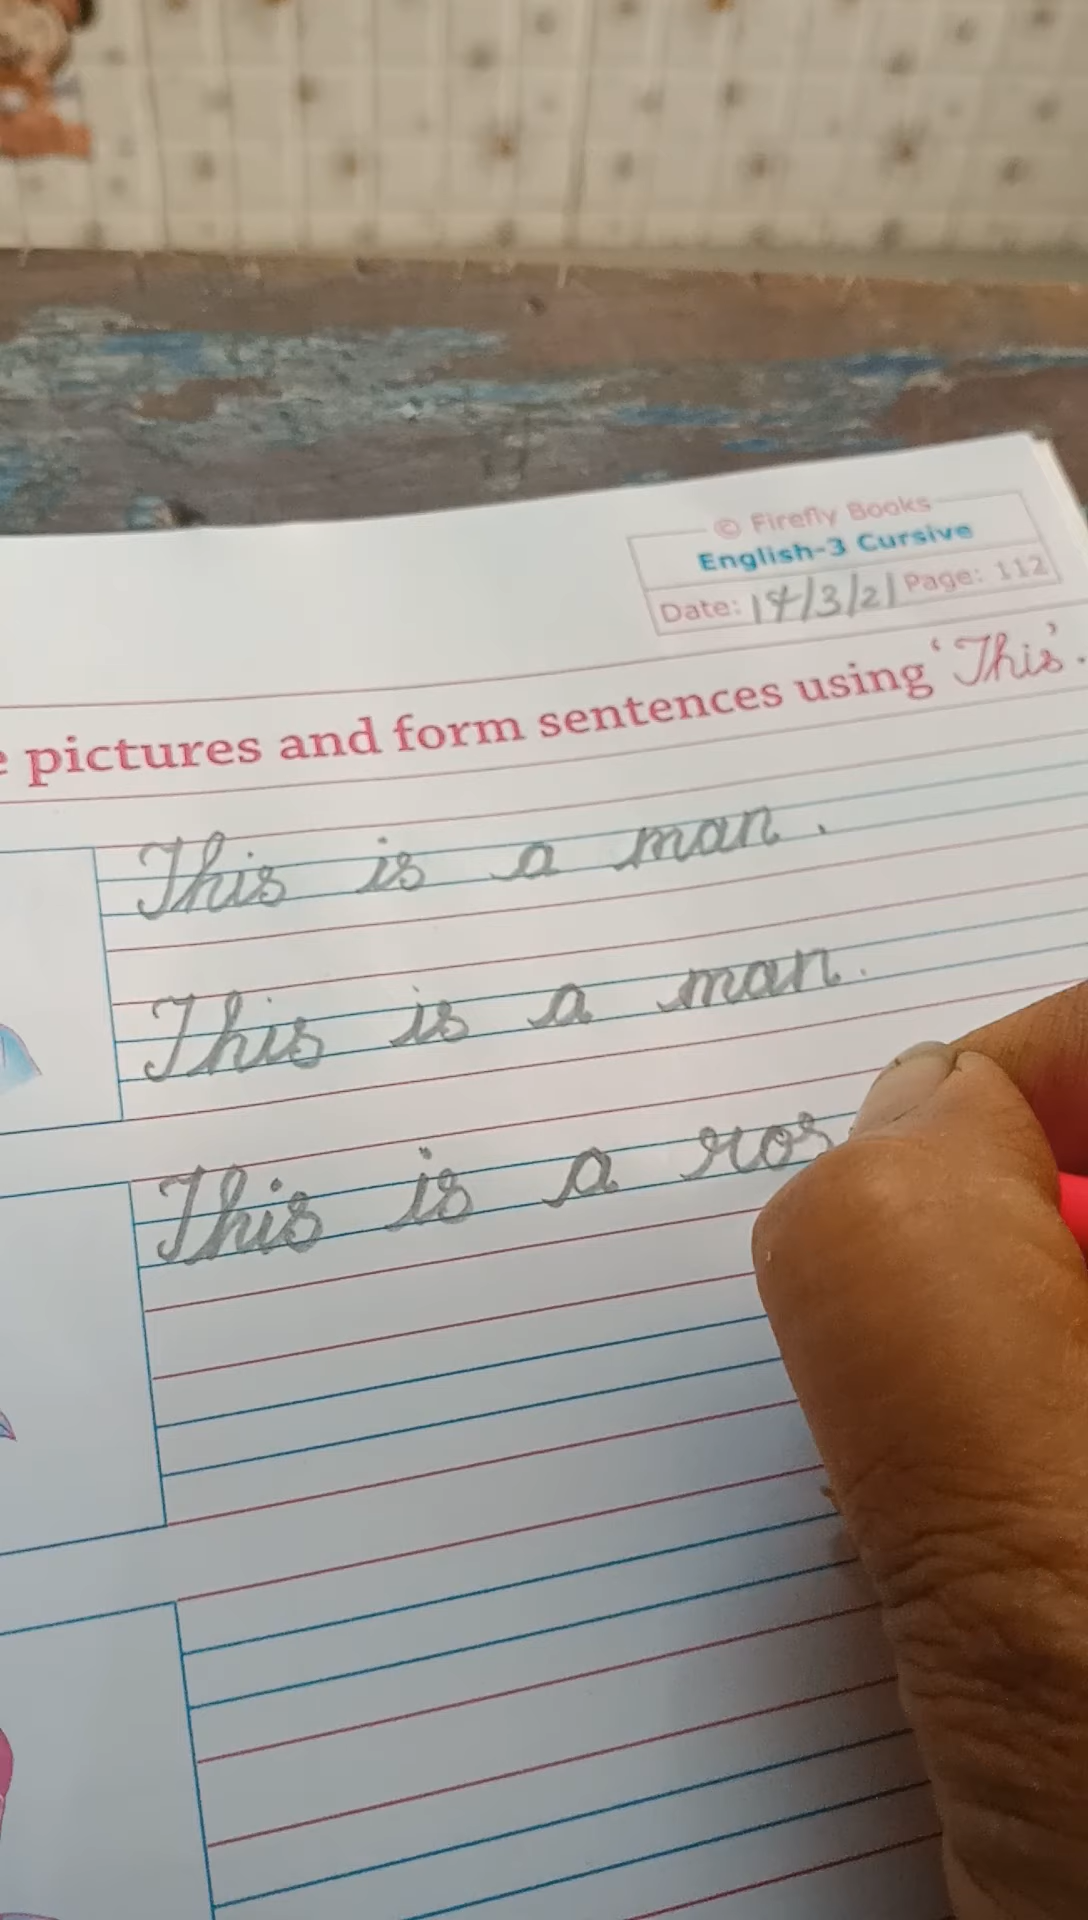 © Firefly Books
English-3 Cursive
Date: 14/3/21 Page: 112
pictures and form sentences using 'This'.
This is a man.
This is a man.
This is a ros